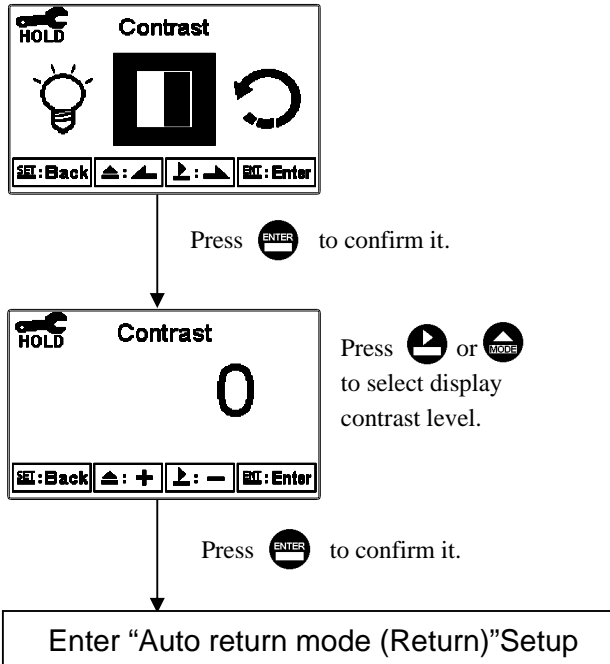 HOLD Contrast
SET:Back ▲: ◢ ▶: ◣ ENT:Enter
Press ENTER to confirm it.
HOLD Contrast
0
Press ▶ or MODE
to select display
contrast level.
SET:Back ▲: + ▶: − ENT:Enter
Press ENTER to confirm it.
Enter “Auto return mode (Return)”Setup